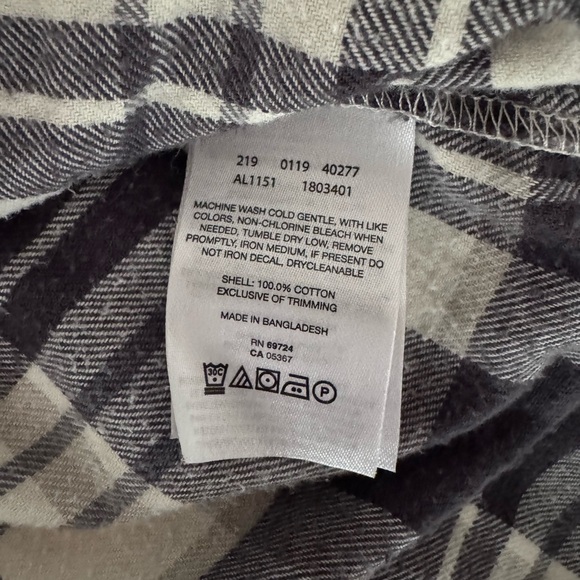 219 0119 40277
AL1151 1803401
MACHINE WASH COLD GENTLE, WITH LIKE
COLORS, NON-CHLORINE BLEACH WHEN
NEEDED, TUMBLE DRY LOW, REMOVE
PROMPTLY, IRON MEDIUM, IF PRESENT DO
NOT IRON DECAL, DRYCLEANABLE
SHELL: 100.0% COTTON
EXCLUSIVE OF TRIMMING
MADE IN BANGLADESH
RN 69724
CA 05367
30C P